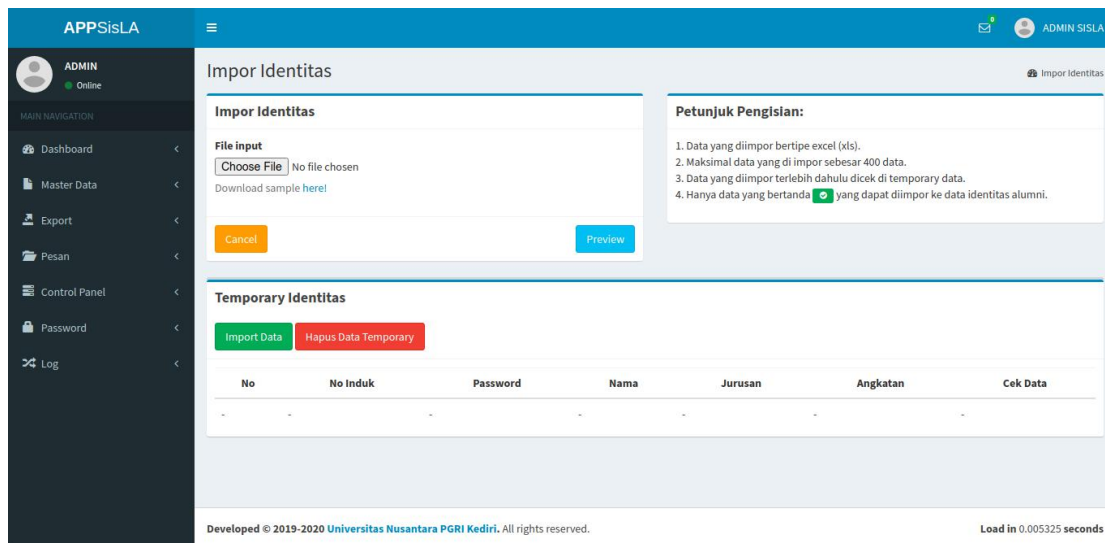 APPSisLA
0
ADMIN SISLA
ADMIN
Online
MAIN NAVIGATION
Dashboard
Master Data
Export
Pesan
Control Panel
Password
Log
Impor Identitas
Impor Identitas
Impor Identitas
File input
Choose File No file chosen
Download sample here!
Cancel
Preview
Petunjuk Pengisian:
1. Data yang diimpor bertipe excel (xls).
2. Maksimal data yang di impor sebesar 400 data.
3. Data yang diimpor terlebih dahulu dicek di temporary data.
4. Hanya data yang bertanda yang dapat diimpor ke data identitas alumni.
Temporary Identitas
Import Data Hapus Data Temporary
No No Induk Password Nama Jurusan Angkatan Cek Data
- - - - - - -
Developed © 2019-2020 Universitas Nusantara PGRI Kediri. All rights reserved.
Load in 0.005325 seconds